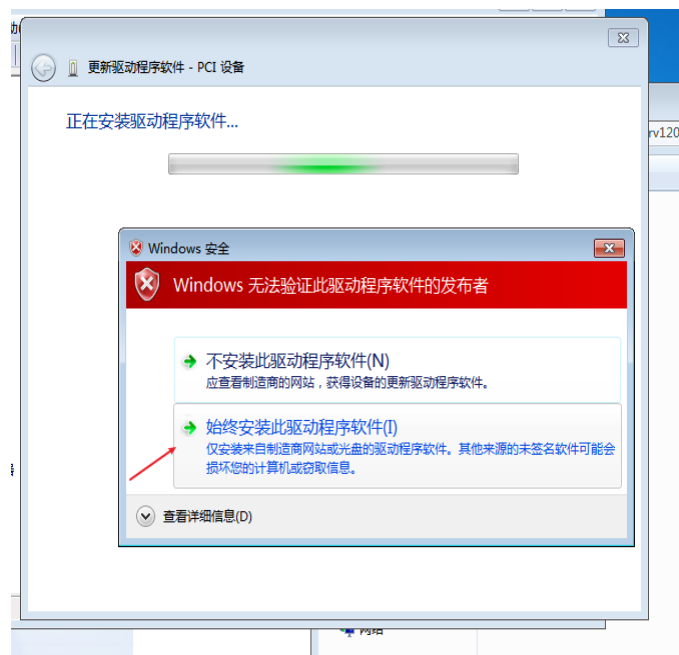 更新驱动程序软件 - PCI 设备
rv120
正在安装驱动程序软件...
Windows 安全
Windows 无法验证此驱动程序软件的发布者
不安装此驱动程序软件(N)
应查看制造商的网站，获得设备的更新驱动程序软件。
始终安装此驱动程序软件(I)
仅安装来自制造商网站或光盘的驱动程序软件。其他来源的未签名软件可能会
损坏您的计算机或窃取信息。
查看详细信息(D)
网络